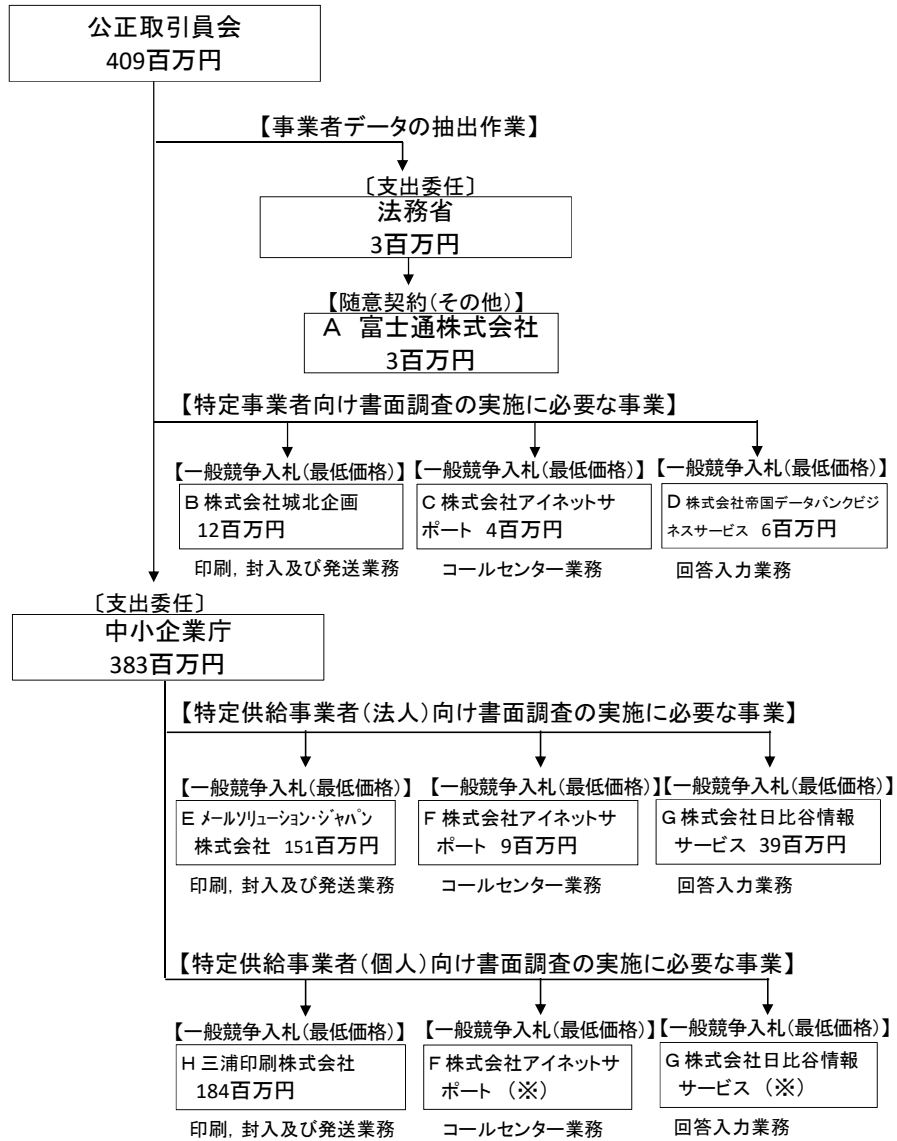 公正取引員会
409百万円
【事業者データの抽出作業】
〔支出委任〕
法務省
3百万円
【随意契約(その他)】
A 富士通株式会社
3百万円
【特定事業者向け書面調査の実施に必要な事業】
【一般競争入札(最低価格)】
B 株式会社城北企画
12百万円
印刷，封入及び発送業務
【一般競争入札(最低価格)】
C 株式会社アイネットサ
ポート 4百万円
コールセンター業務
【一般競争入札(最低価格)】
D 株式会社帝国データバンクビジ
ネスサービス 6百万円
回答入力業務
〔支出委任〕
中小企業庁
383百万円
【特定供給事業者(法人)向け書面調査の実施に必要な事業】
【一般競争入札(最低価格)】
E メールソリューション・ジャパン
株式会社 151百万円
印刷，封入及び発送業務
【一般競争入札(最低価格)】
F 株式会社アイネットサ
ポート 9百万円
コールセンター業務
【一般競争入札(最低価格)】
G 株式会社日比谷情報
サービス 39百万円
回答入力業務
【特定供給事業者(個人)向け書面調査の実施に必要な事業】
【一般競争入札(最低価格)】
H 三浦印刷株式会社
184百万円
印刷，封入及び発送業務
【一般競争入札(最低価格)】
F 株式会社アイネットサ
ポート (※)
コールセンター業務
【一般競争入札(最低価格)】
G 株式会社日比谷情報
サービス (※)
回答入力業務